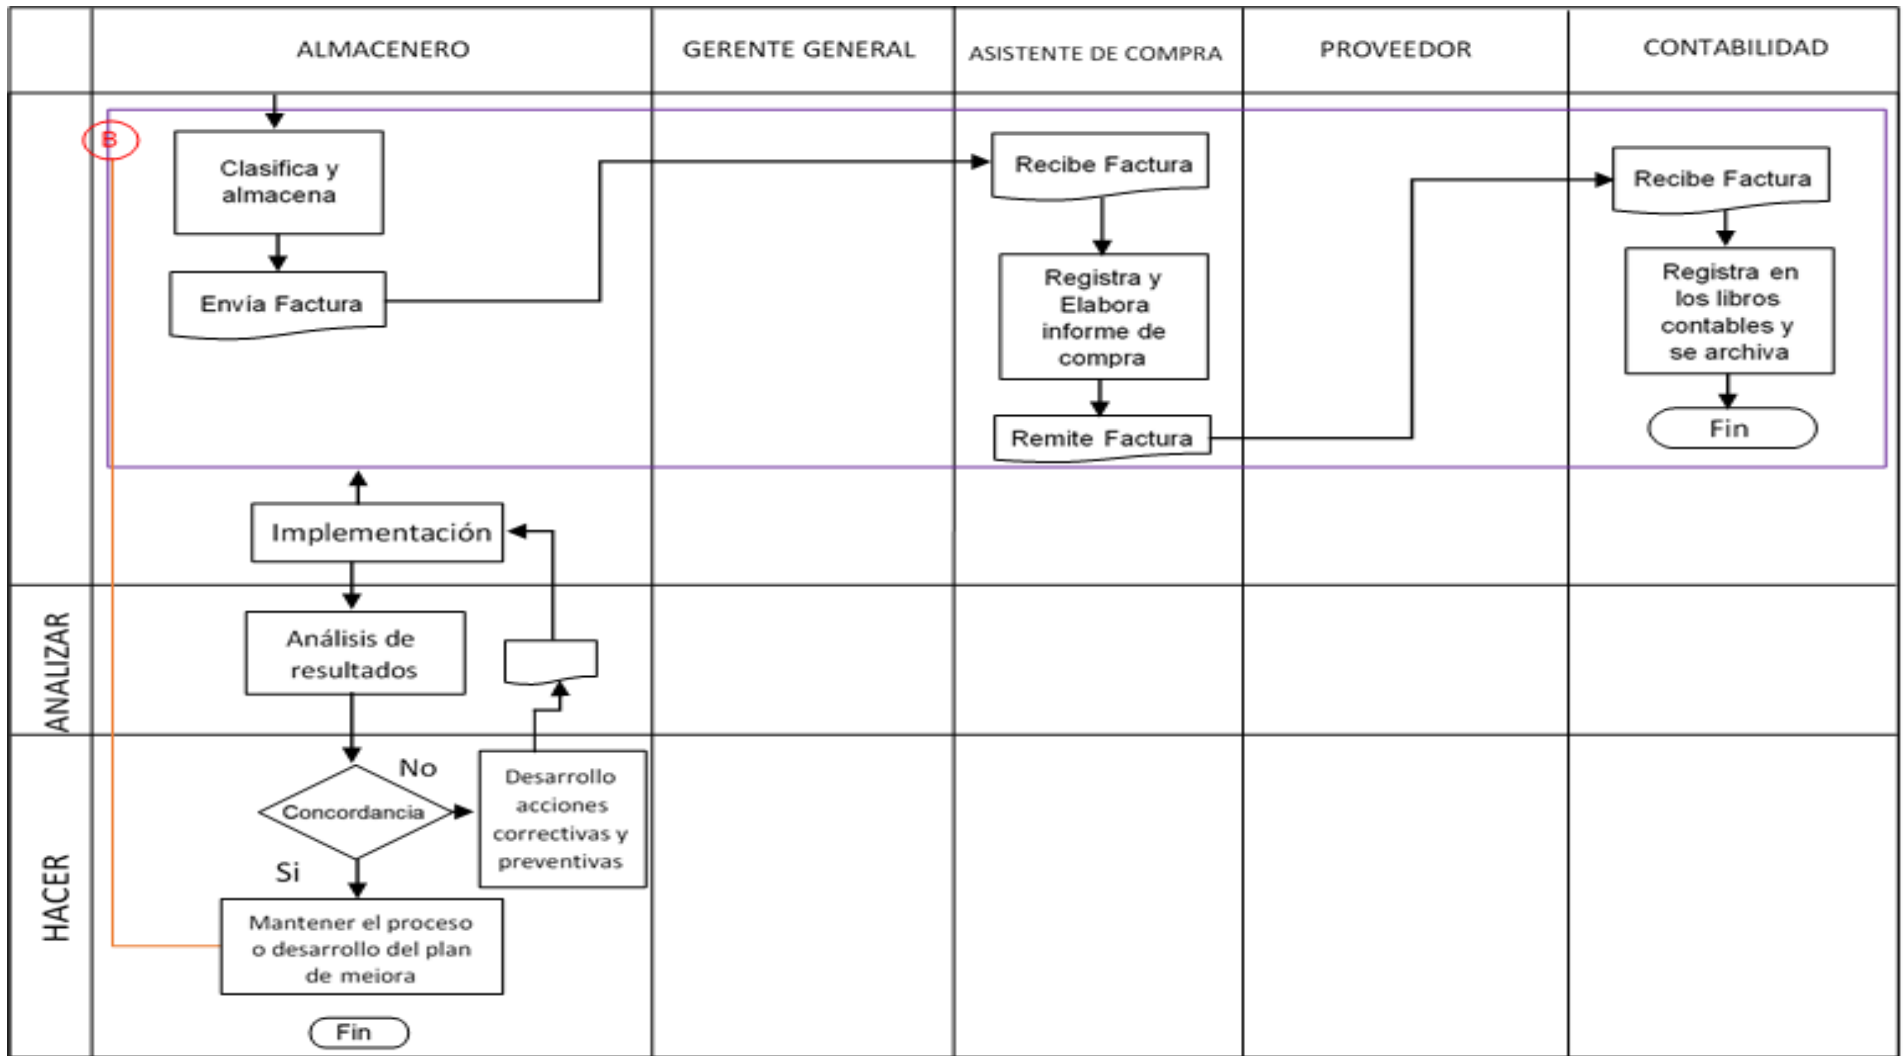 ALMACENERO
GERENTE GENERAL
ASISTENTE DE COMPRA
PROVEEDOR
CONTABILIDAD
B
Clasifica y
almacena
Envía Factura
Recibe Factura
Registra y
Elabora
informe de
compra
Remite Factura
Recibe Factura
Registra en
los libros
contables y
se archiva
Fin
Implementación
ANALIZAR
Análisis de
resultados
HACER
Concordancia
No
Si
Desarrollo
acciones
correctivas y
preventivas
Mantener el proceso
o desarrollo del plan
de meiora
Fin